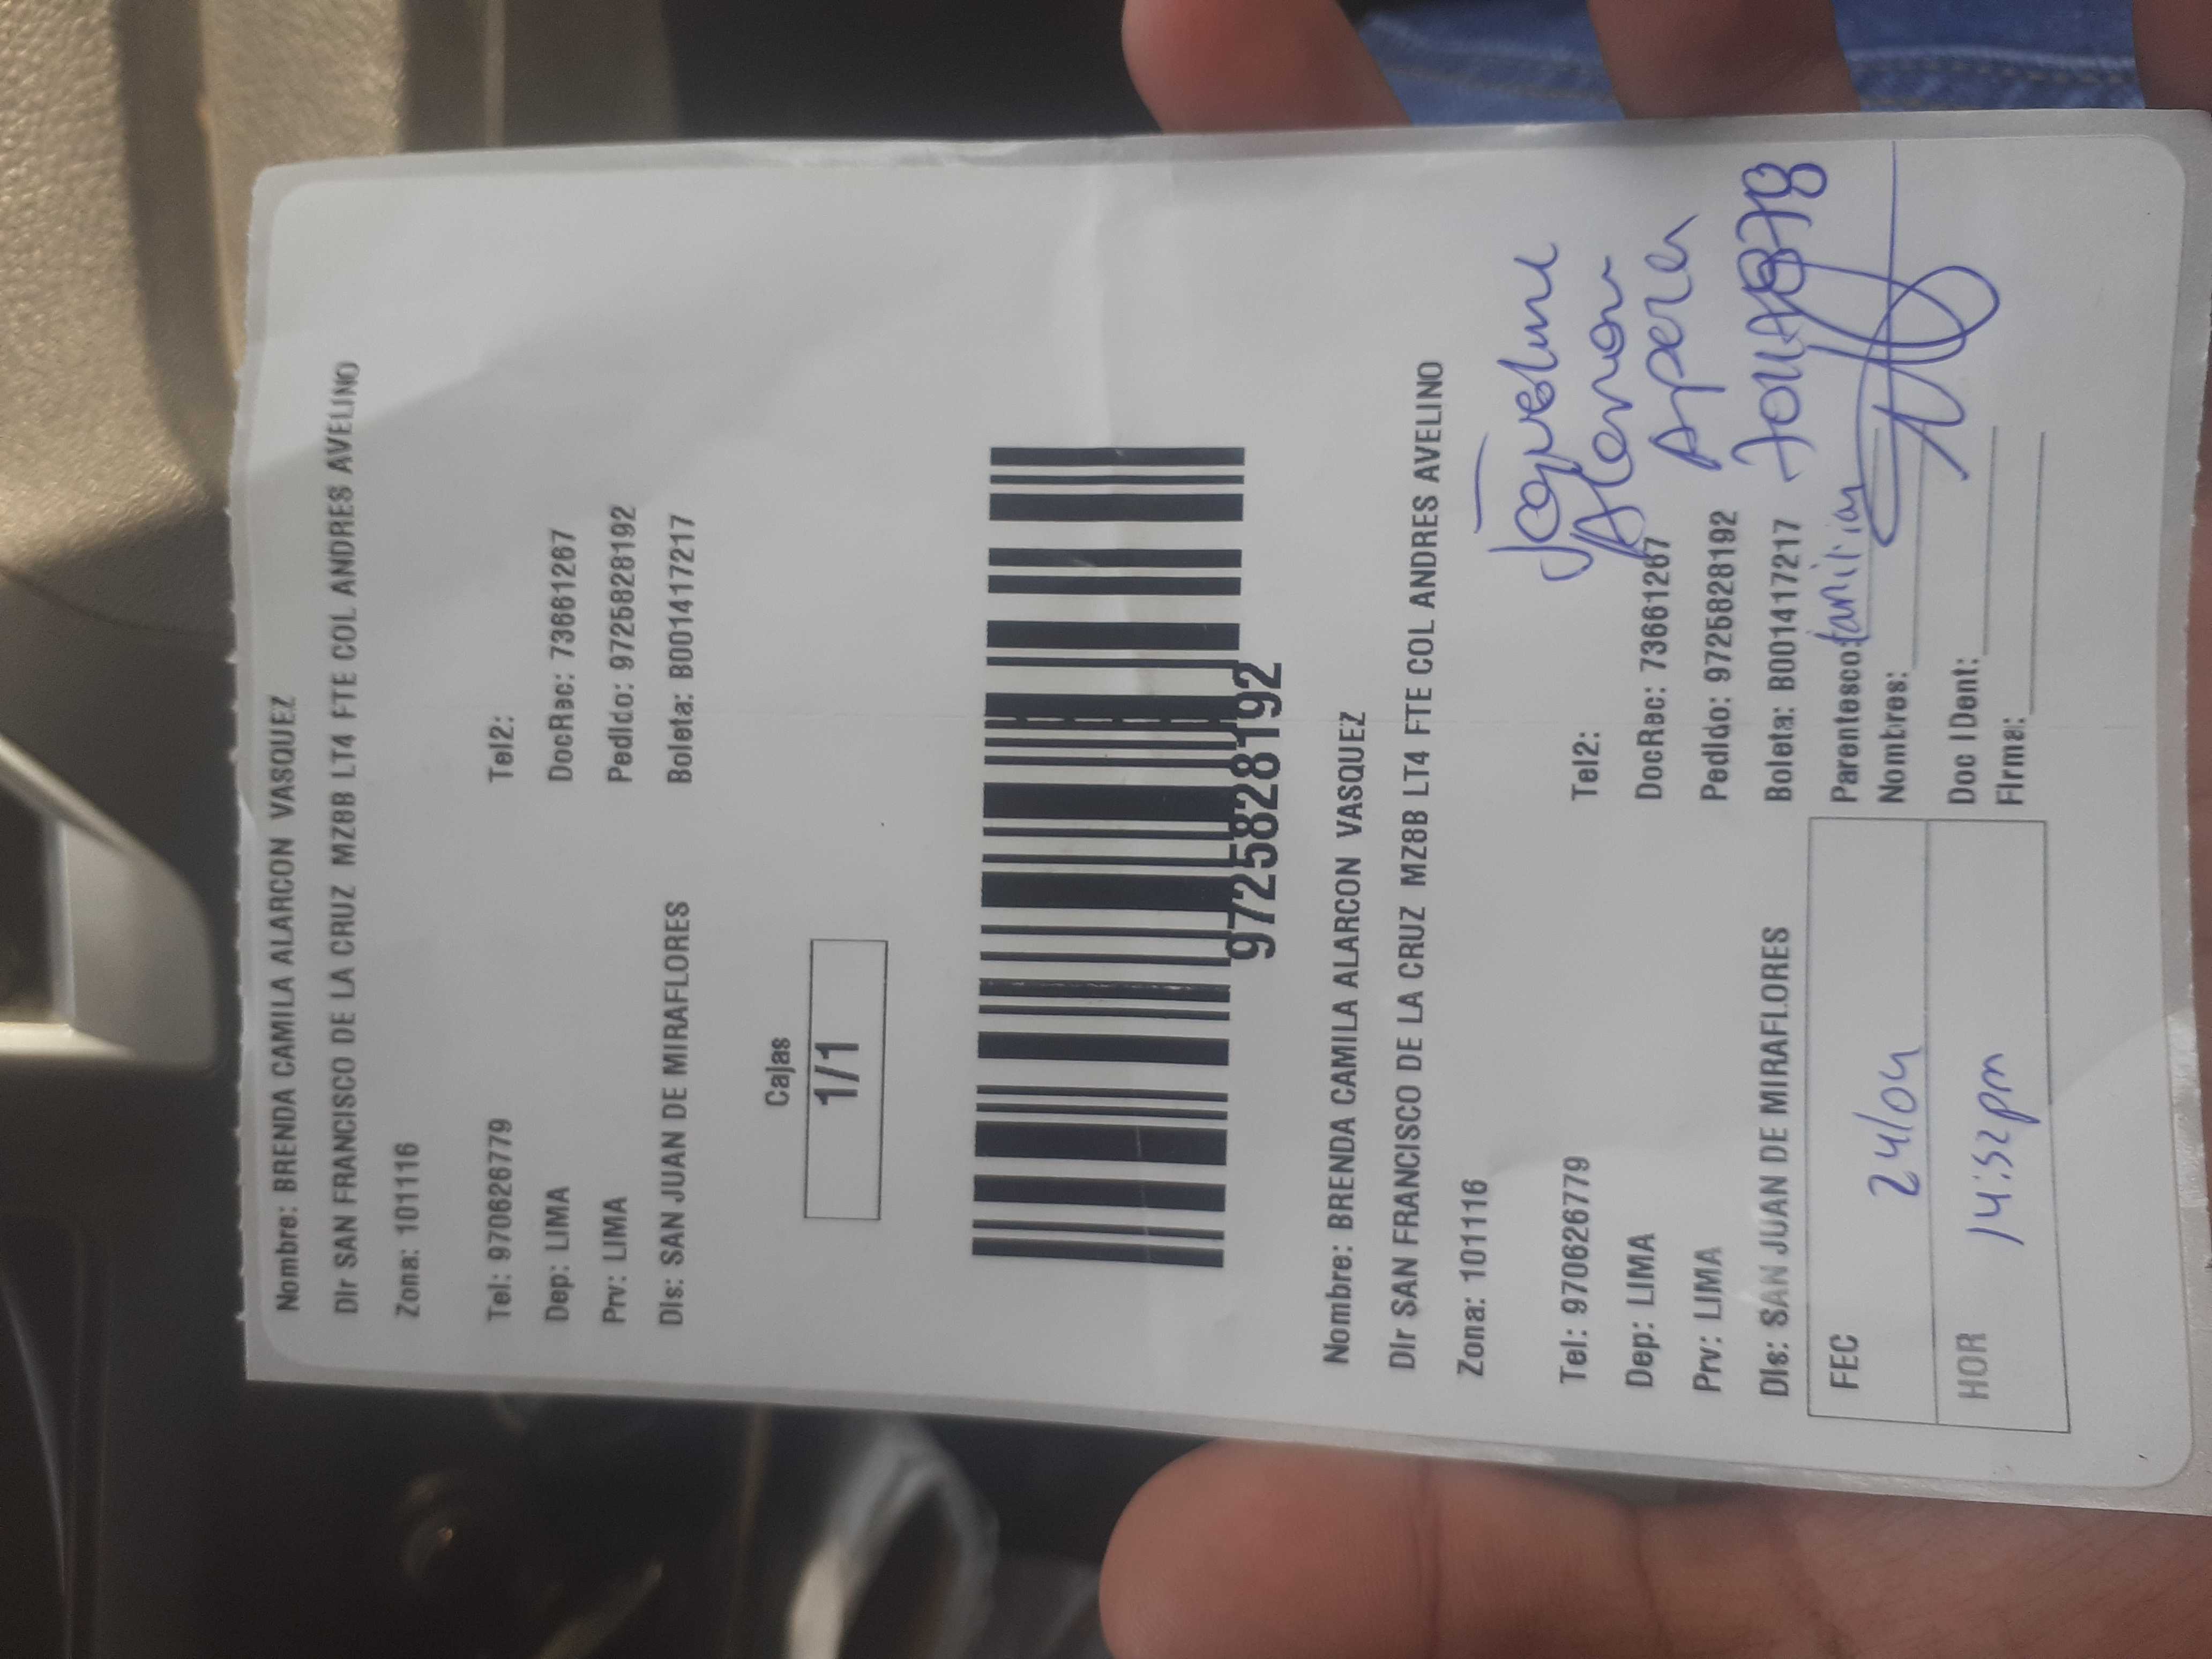 Nombre: BRENDA CAMILA ALARCON VASQUEZ
Dir SAN FRANCISCO DE LA CRUZ MZ8B LT4 FTE COL ANDRES AVELINO
Zona: 101116
Tel: 970626779 Tel2:
Dep: LIMA DocRec: 73661267
Prv: LIMA Pedido: 9725828192
Dis: SAN JUAN DE MIRAFLORES Boleta: B001417217
Cajas
1/1
9725828192
Nombre: BRENDA CAMILA ALARCON VASQUEZ
Dir SAN FRANCISCO DE LA CRUZ MZ8B LT4 FTE COL ANDRES AVELINO
Zona: 101116
Tel: 970626779 Tel2:
Dep: LIMA DocRec: 73661267
Prv: LIMA Pedido: 9725828192
Dis: SAN JUAN DE MIRAFLORES Boleta: B001417217
FEC 24/04 Parentesco: familiar
Nombres:
HOR 14:52pm Doc IDent:
Firma: